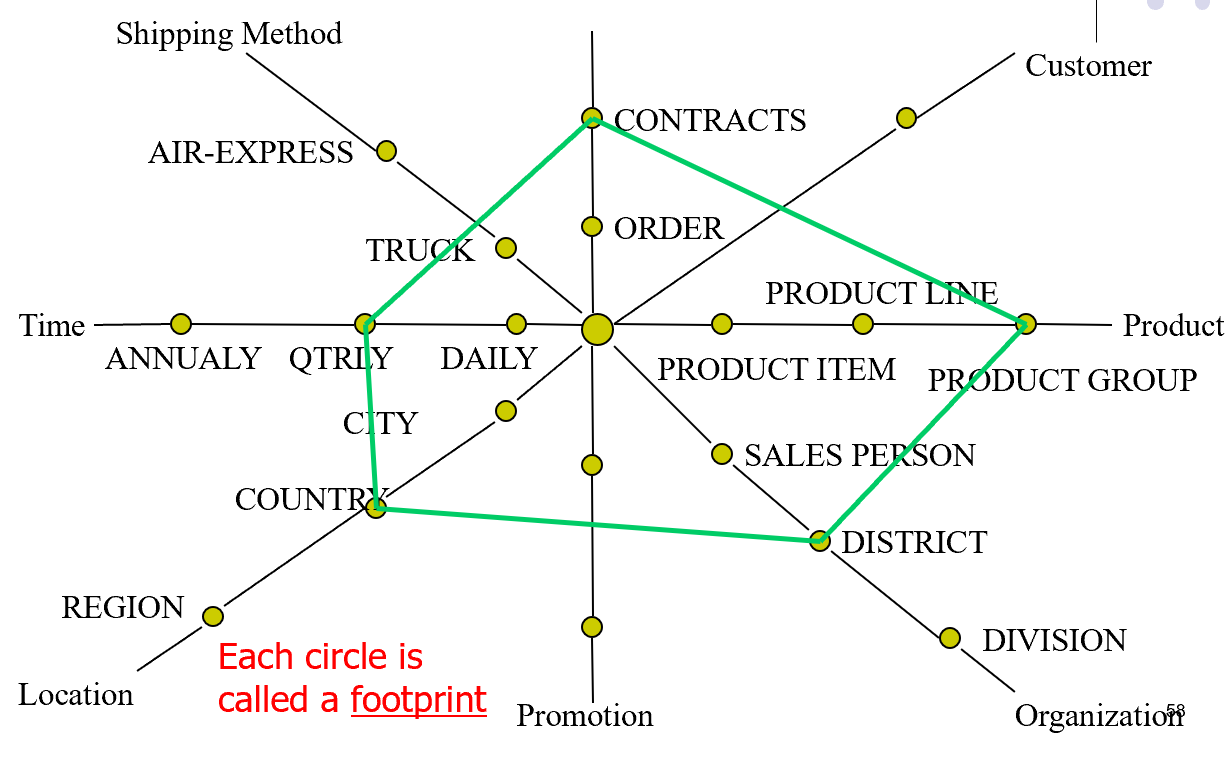 Shipping Method
Customer
CONTRACTS
AIR-EXPRESS
ORDER
TRUCK
PRODUCT LINE
Time
Product
ANNUALY
QTRLY
DAILY
PRODUCT ITEM
PRODUCT GROUP
CITY
SALES PERSON
COUNTRY
DISTRICT
REGION
DIVISION
Each circle is
called a footprint
Location
Promotion
Organization
58